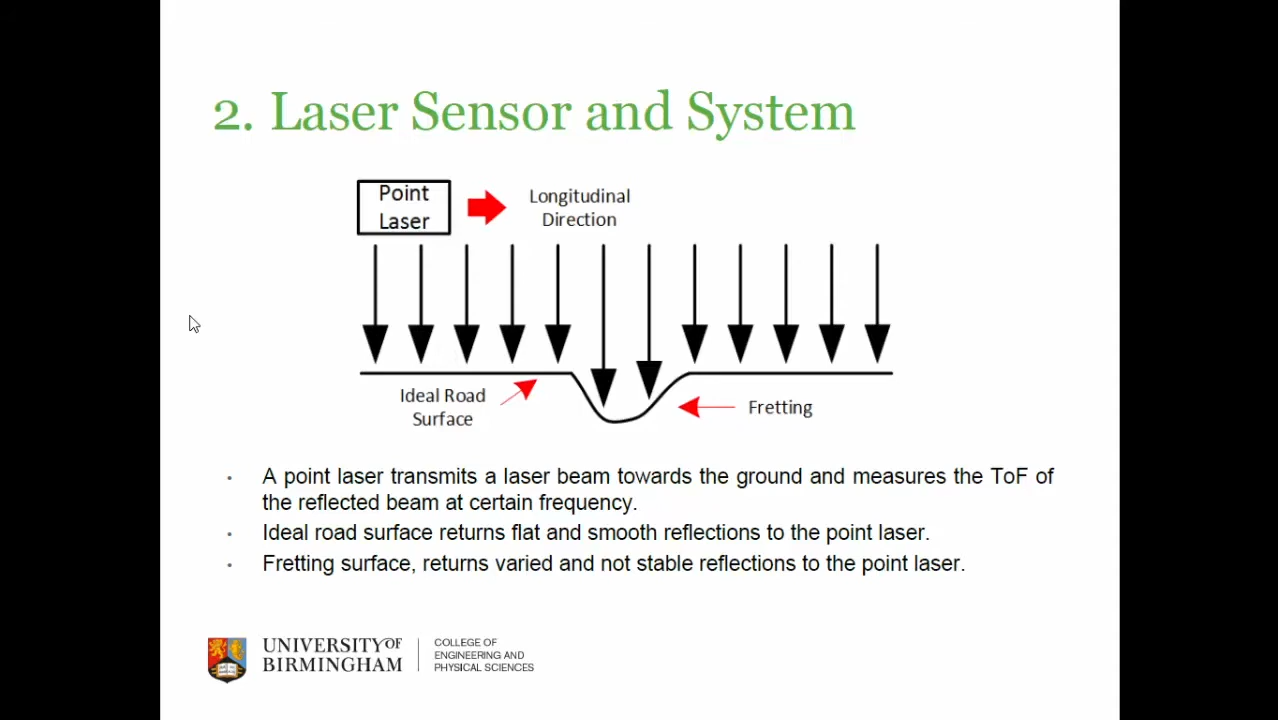 2. Laser Sensor and System
Point
Laser
Longitudinal
Direction
Ideal Road
Surface
Fretting
• A point laser transmits a laser beam towards the ground and measures the ToF of
the reflected beam at certain frequency.
• Ideal road surface returns flat and smooth reflections to the point laser.
• Fretting surface, returns varied and not stable reflections to the point laser.
UNIVERSITY OF
BIRMINGHAM
COLLEGE OF
ENGINEERING AND
PHYSICAL SCIENCES